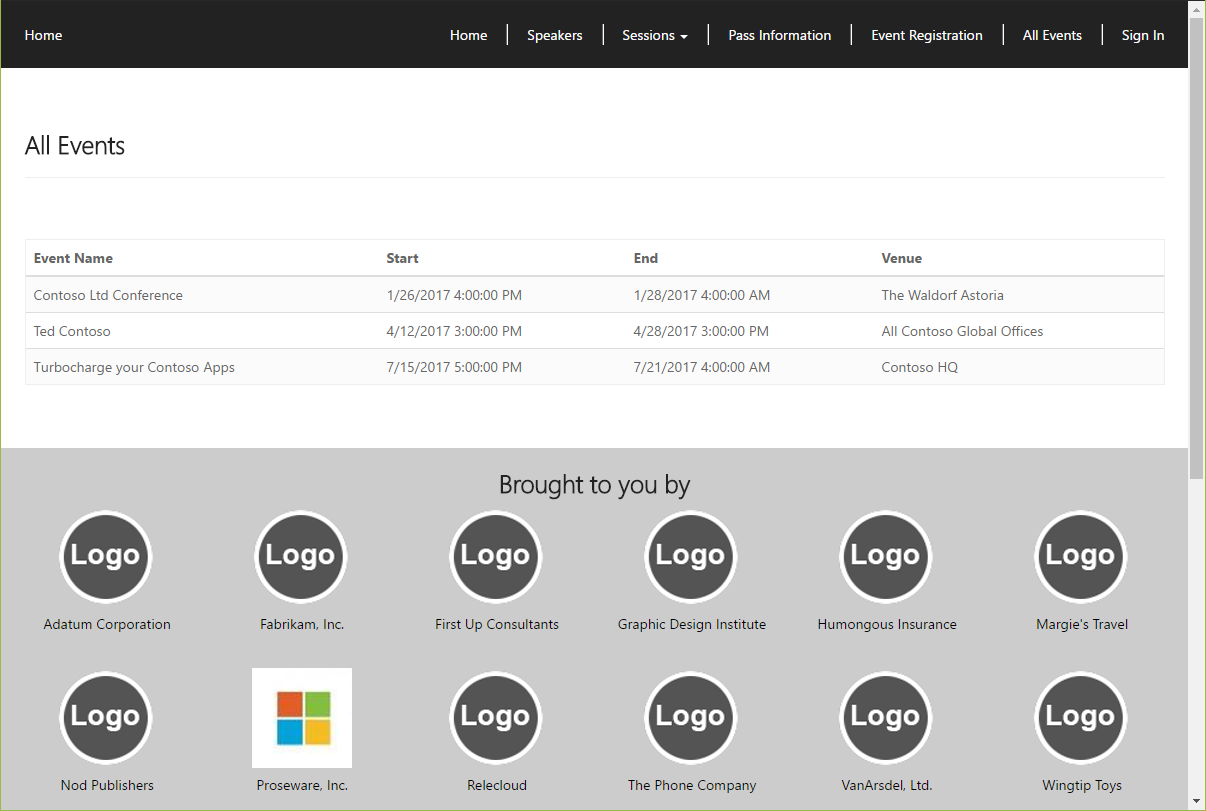 Home Home Speakers Sessions Pass Information Event Registration All Events Sign In
All Events
Event Name Start End Venue
Contoso Ltd Conference 1/26/2017 4:00:00 PM 1/28/2017 4:00:00 AM The Waldorf Astoria
Ted Contoso 4/12/2017 3:00:00 PM 4/28/2017 3:00:00 PM All Contoso Global Offices
Turbocharge your Contoso Apps 7/15/2017 5:00:00 PM 7/21/2017 4:00:00 AM Contoso HQ
Brought to you by
Logo Logo Logo Logo Logo Logo
Adatum Corporation Fabrikam, Inc. First Up Consultants Graphic Design Institute Humongous Insurance Margie's Travel
Logo Logo Logo Logo Logo
Nod Publishers Proseware, Inc. Relecloud The Phone Company VanArsdel, Ltd. Wingtip Toys